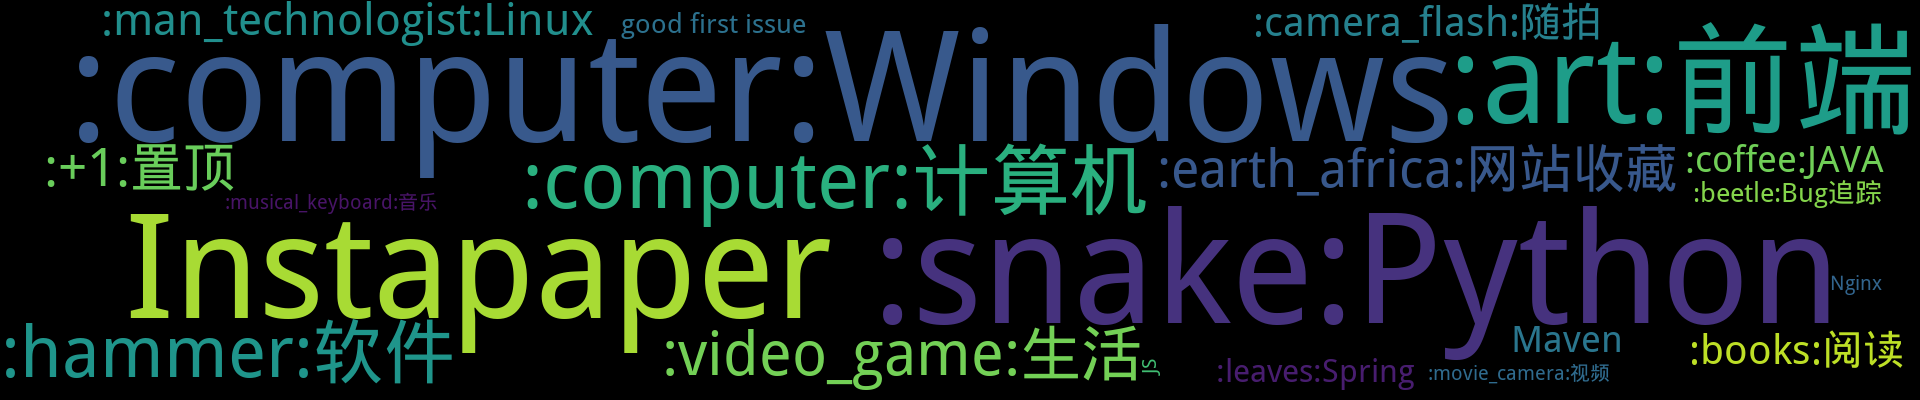 :man_technologist:Linux
good first issue
:camera_flash:随拍
:computer:Windows
:art:前端
:+1:置顶
:computer:计算机
:earth_africa:网站收藏
:coffee:JAVA
:beetle:Bug追踪
:musical_keyboard:音乐
Instapaper
:snake:Python
Nginx
:hammer:软件
:video_game:生活
JS
:leaves:Spring
Maven
:movie_camera:视频
:books:阅读